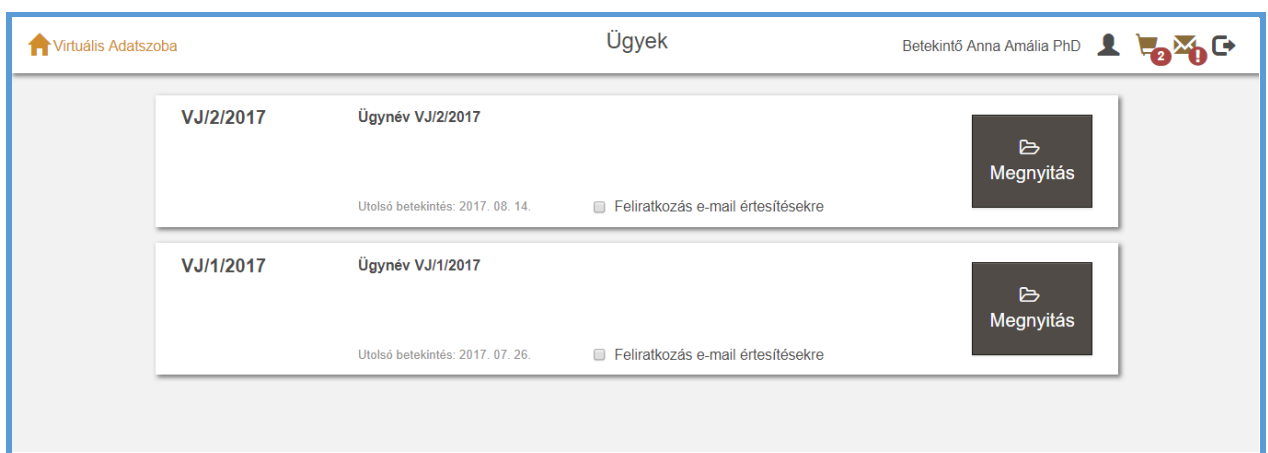 Virtuális Adatszoba
Ügyek
Betekintő Anna Amália PhD
2
!
VJ/2/2017
Ügynév VJ/2/2017
Megnyitás
Utolsó betekintés: 2017. 08. 14.
Feliratkozás e-mail értesítésekre
VJ/1/2017
Ügynév VJ/1/2017
Megnyitás
Utolsó betekintés: 2017. 07. 26.
Feliratkozás e-mail értesítésekre